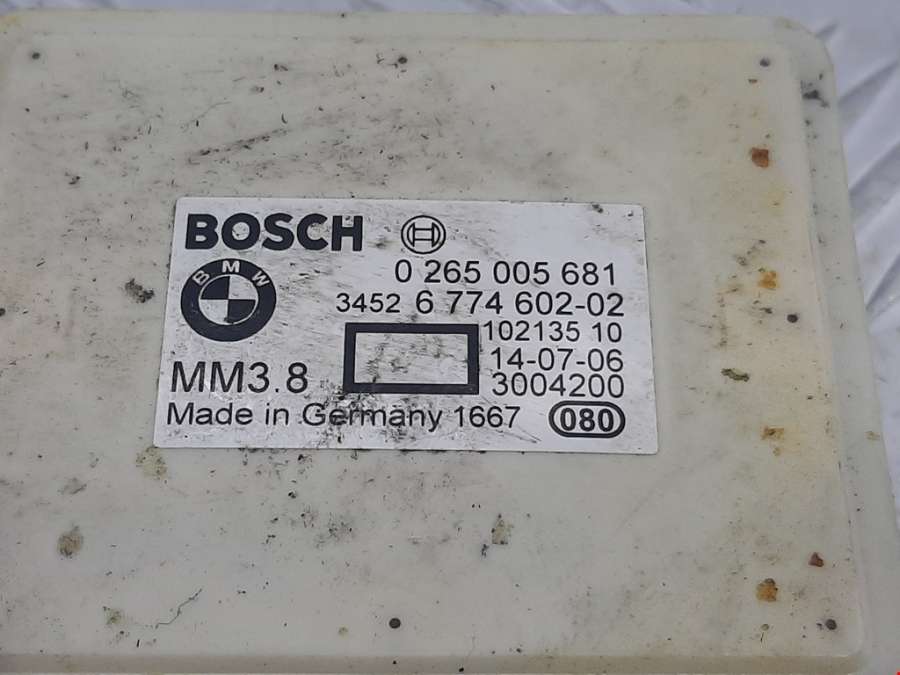 BOSCH
BMW
0 265 005 681
3452 6 774 602-02
102135 10
14-07-06
MM3.8
3004200
Made in Germany 1667
080